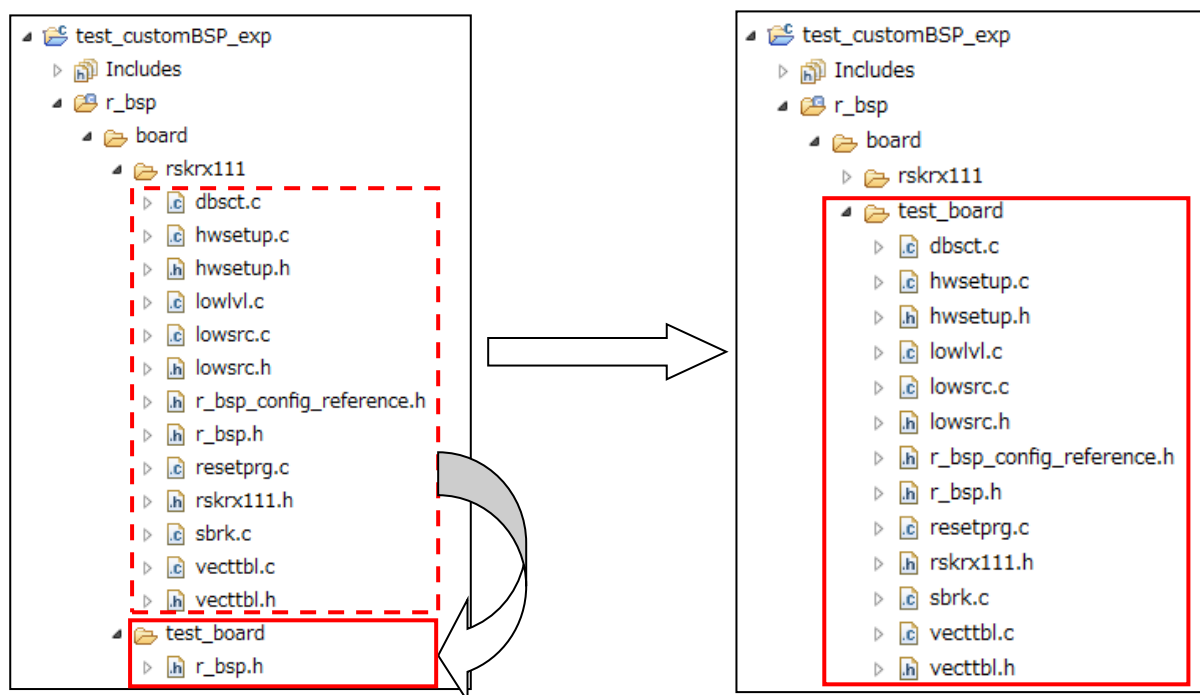 test_customBSP_exp
Includes
r_bsp
board
rskrx111
dbsct.c
hwsetup.c
hwsetup.h
lowlvl.c
lowsrc.c
lowsrc.h
r_bsp_config_reference.h
r_bsp.h
resetprg.c
rskrx111.h
sbrk.c
vecttbl.c
vecttbl.h
test_board
r_bsp.h
test_customBSP_exp
Includes
r_bsp
board
rskrx111
test_board
dbsct.c
hwsetup.c
hwsetup.h
lowlvl.c
lowsrc.c
lowsrc.h
r_bsp_config_reference.h
r_bsp.h
resetprg.c
rskrx111.h
sbrk.c
vecttbl.c
vecttbl.h